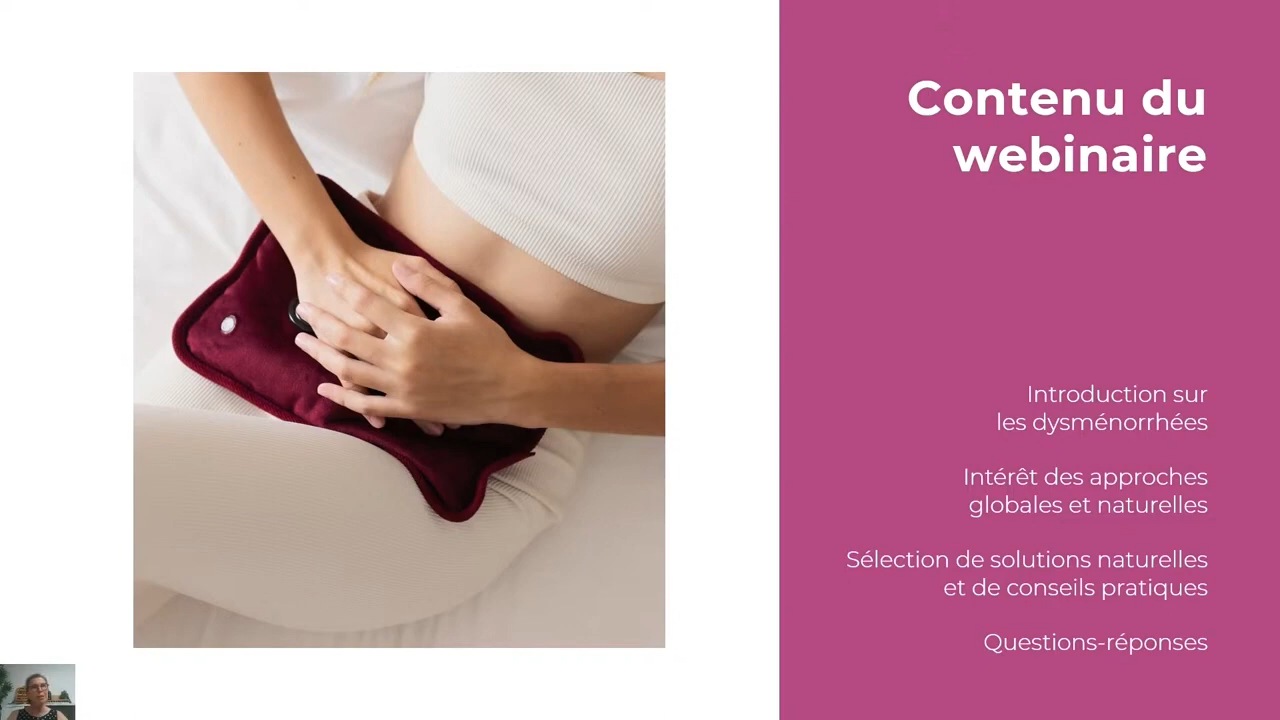 Contenu du
webinaire
Introduction sur
les dysménorrhées
Intérêt des approches
globales et naturelles
Sélection de solutions naturelles
et de conseils pratiques
Questions-réponses